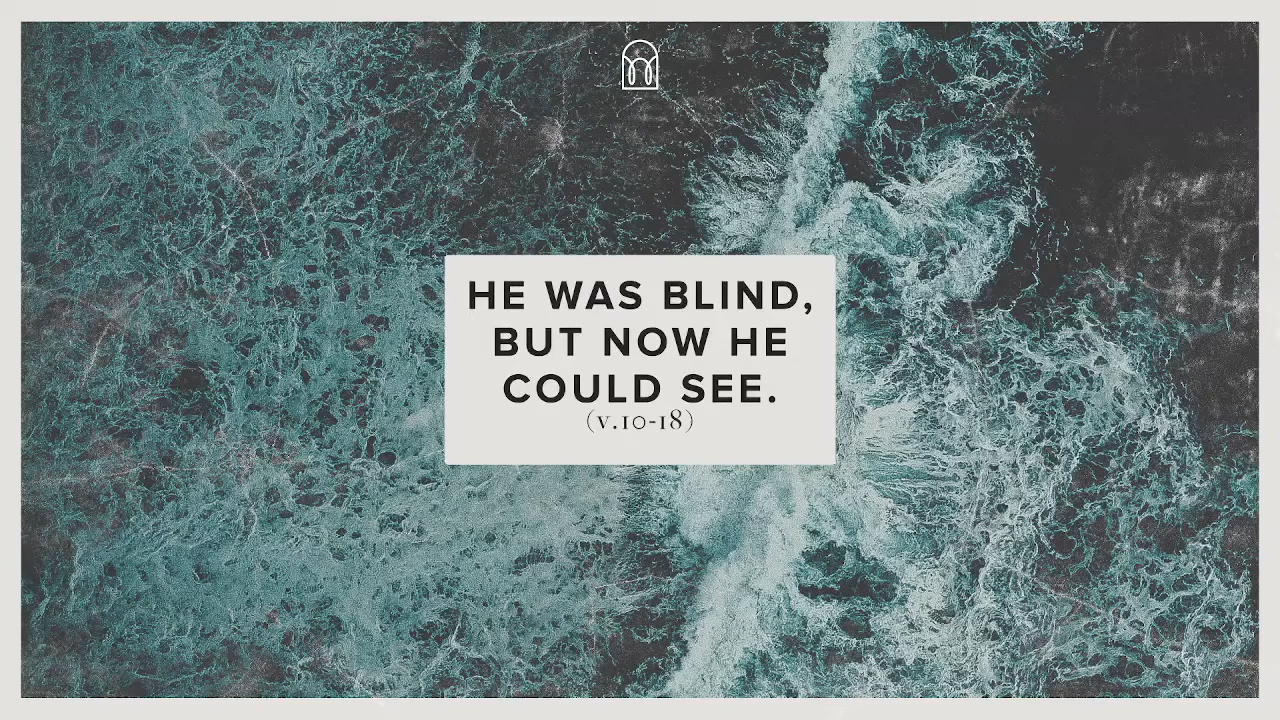 HE WAS BLIND,
BUT NOW HE
COULD SEE.
(v.10-18)